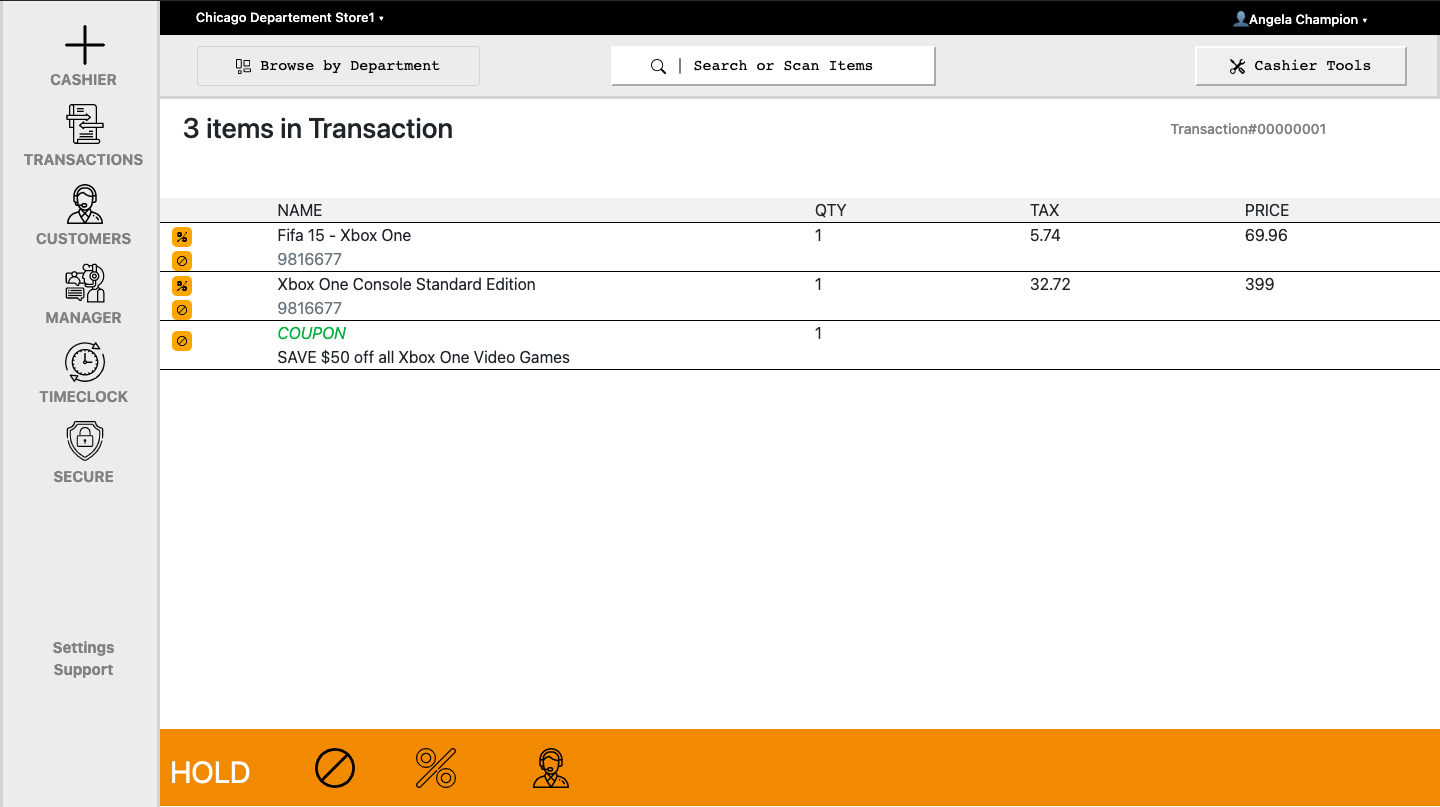 Chicago Departement Store1
Angela Champion
Browse by Department
| Search or Scan Items
Cashier Tools
CASHIER
TRANSACTIONS
CUSTOMERS
MANAGER
TIMECLOCK
SECURE
Settings
Support
3 items in Transaction
Transaction#00000001
NAME QTY TAX PRICE
Fifa 15 - Xbox One 1 5.74 69.96
9816677
Xbox One Console Standard Edition 1 32.72 399
9816677
COUPON 1
SAVE $50 off all Xbox One Video Games
HOLD